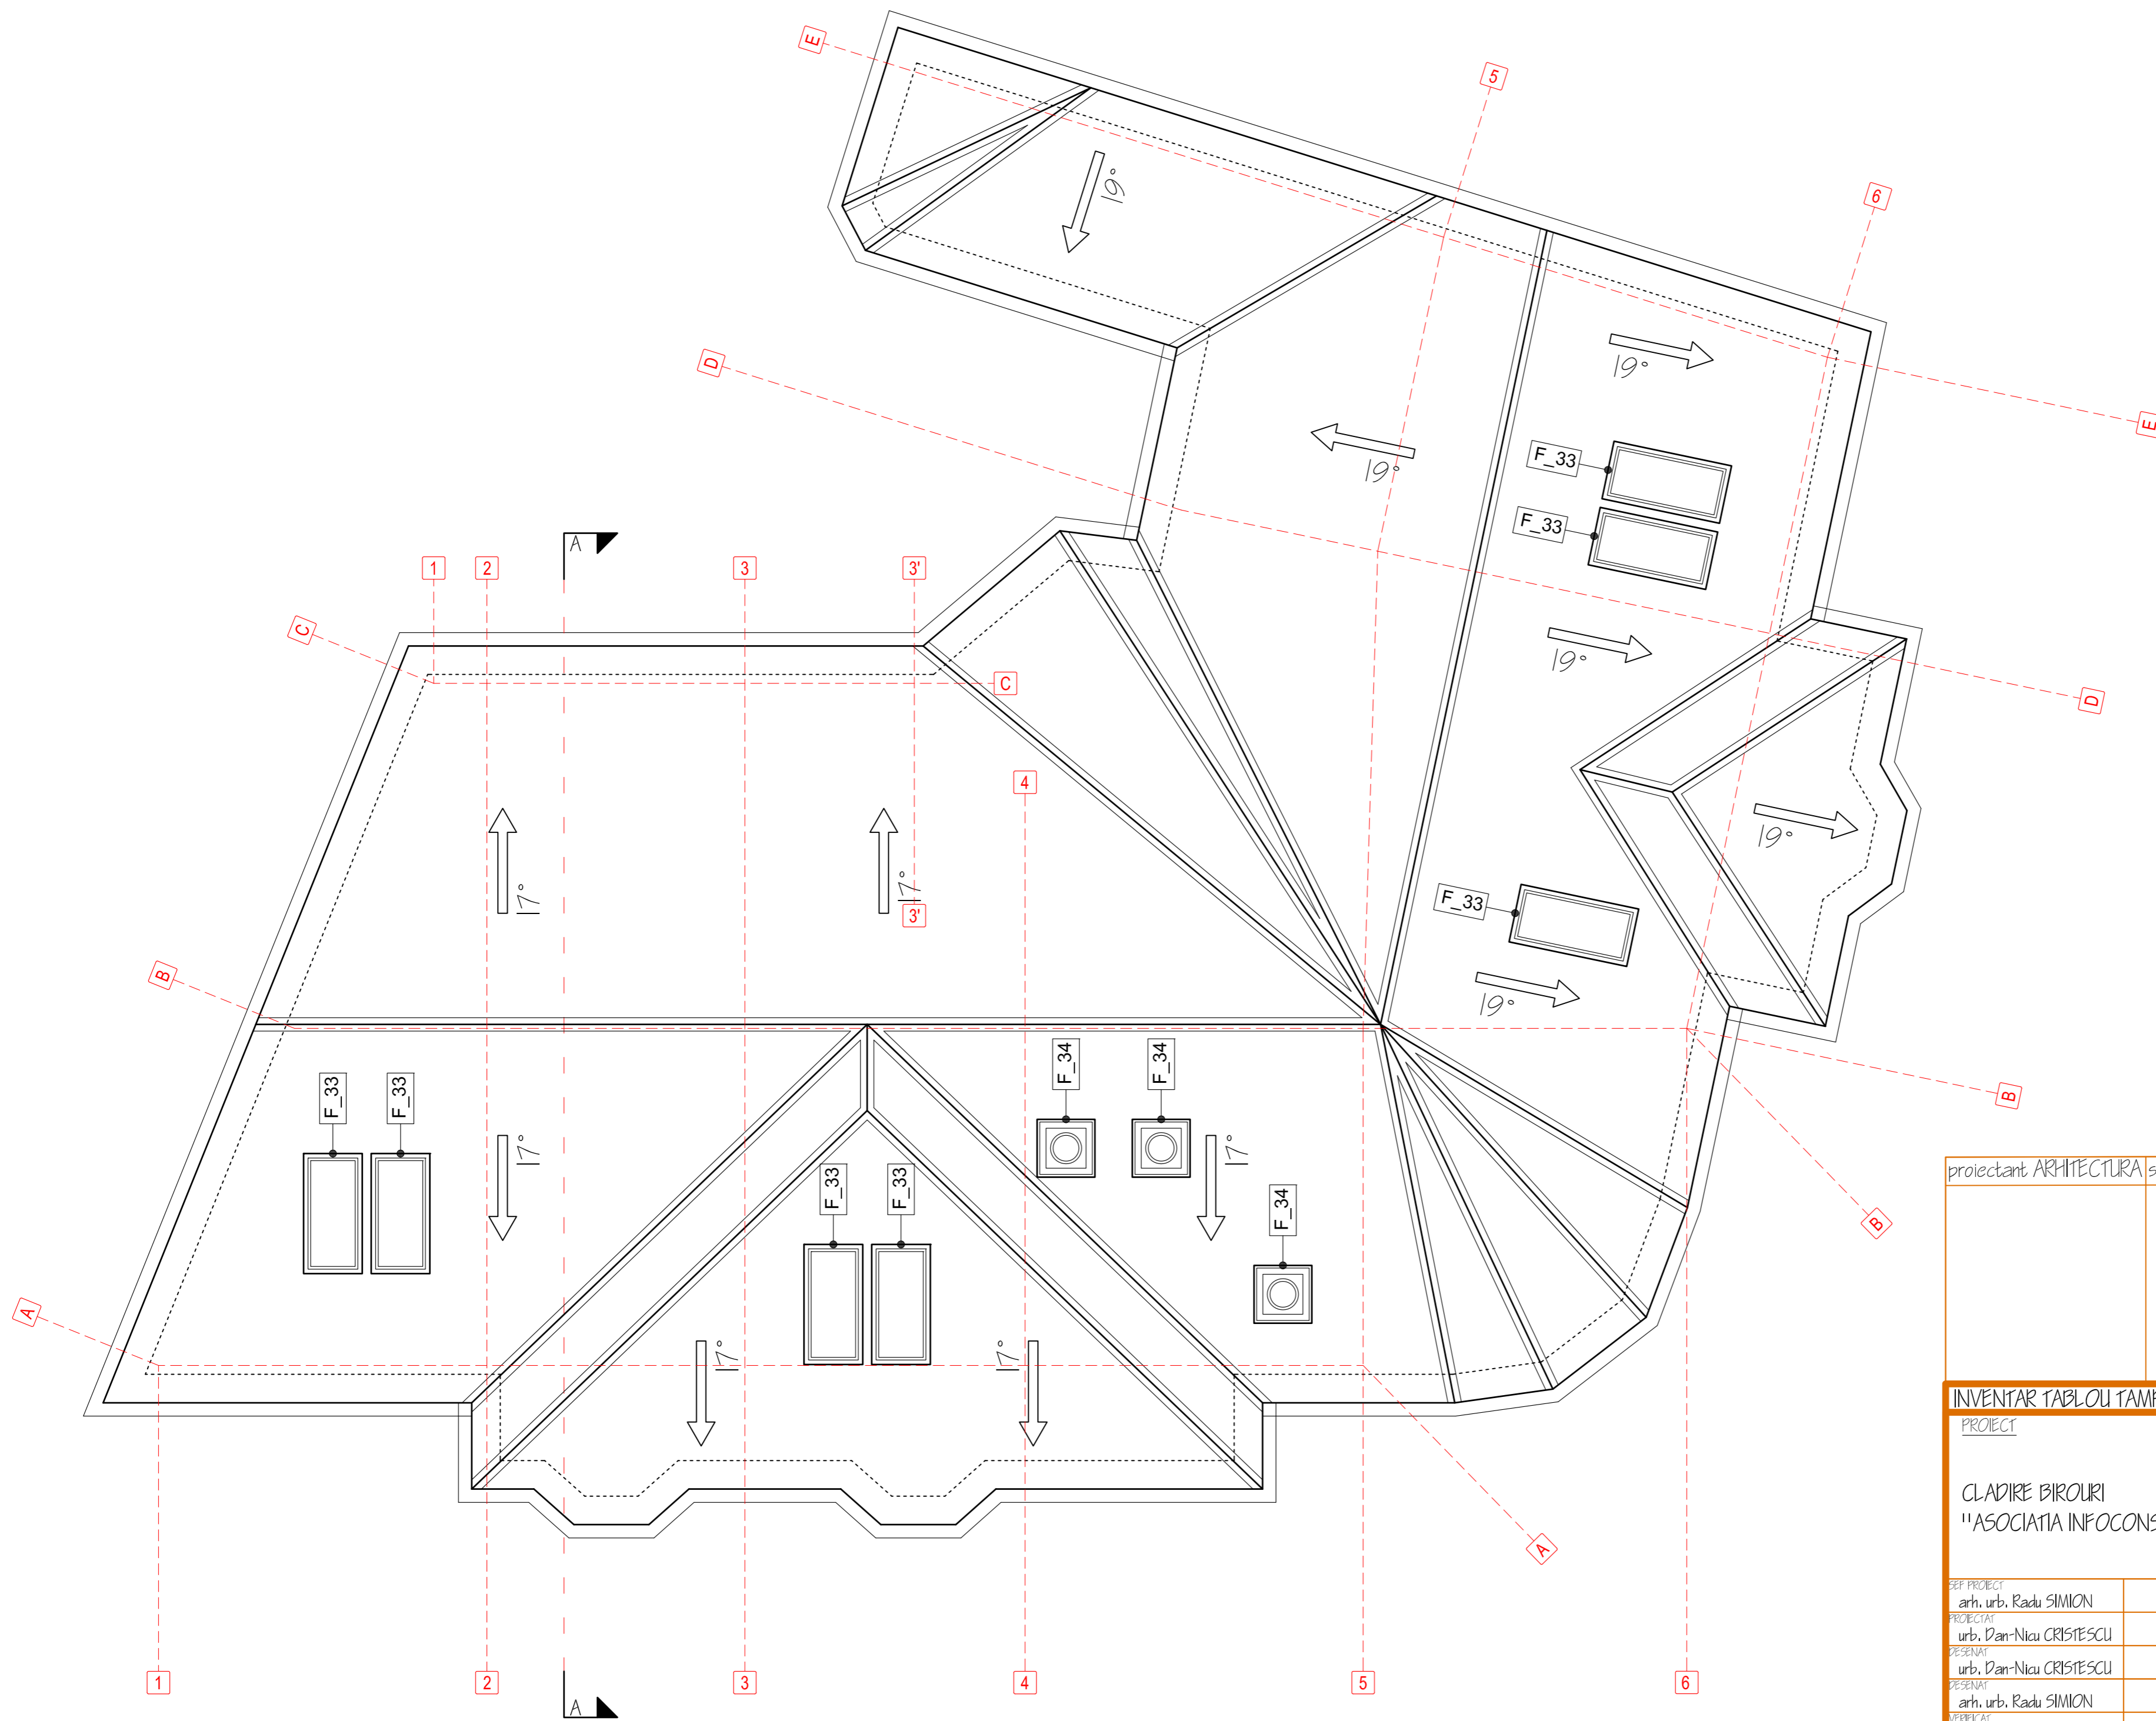 E
5
6
19°
D
19°
E
19°
F_33
A
F_33
1
2
3
3'
C
19°
C
D
4
19°
17°
17°
F_33
3'
B
19°
F_34
F_34
F_33
F_33
B
17°
17°
F_33
F_33
F_34
B
proiectant ARHITECTURA
A
17°
17°
INVENTAR TABLOU
PROIECT
CLADIRE BIROURI
"ASOCIATIA
A
SEF PROIECT
arh. urb. Radu SIMION
PROIECTAT
urb. Dan-Nicu CRISTESCU
DESENAT
urb. Dan-Nicu CRISTESCU
1
2
3
4
5
6
DESENAT
arh. urb. Radu SIMION
A
VERIFICAT